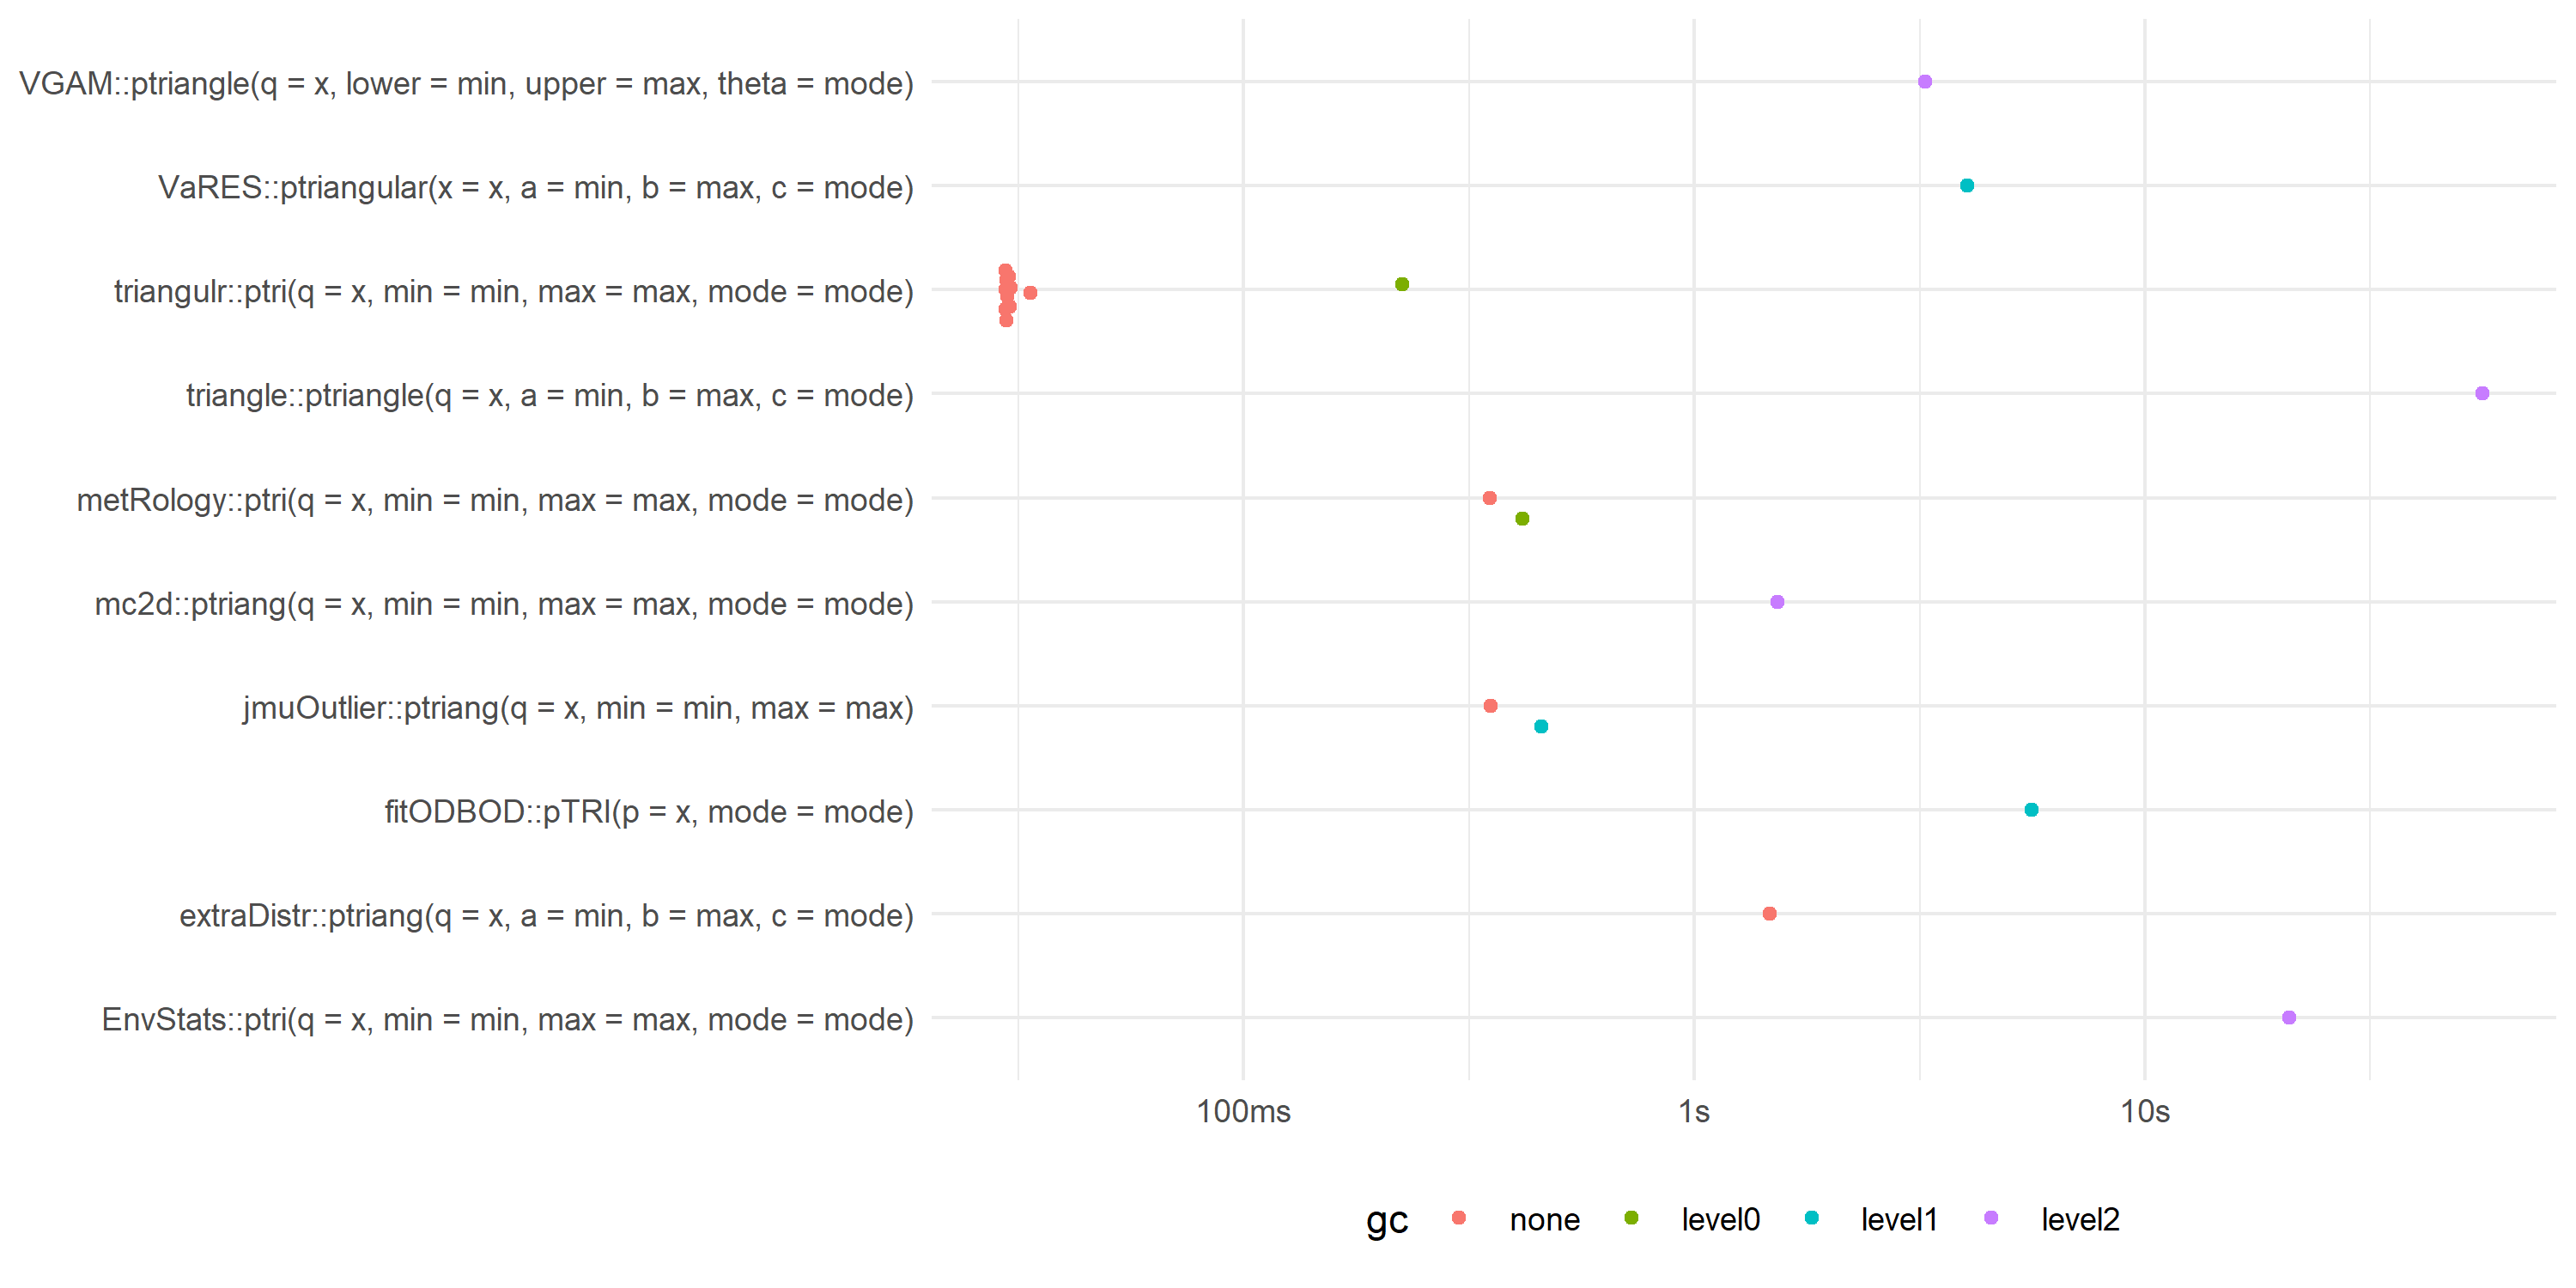 VGAM::ptriangle(q = x, lower = min, upper = max, theta = mode)
VaRES::ptriangular(x = x, a = min, b = max, c = mode)
triangulr::ptri(q = x, min = min, max = max, mode = mode)
triangle::ptriangle(q = x, a = min, b = max, c = mode)
metRology::ptri(q = x, min = min, max = max, mode = mode)
mc2d::ptriang(q = x, min = min, max = max, mode = mode)
jmuOutlier::ptriang(q = x, min = min, max = max)
fitODBOD::pTRI(p = x, mode = mode)
extraDistr::ptriang(q = x, a = min, b = max, c = mode)
EnvStats::ptri(q = x, min = min, max = max, mode = mode)
100ms 1s 10s
gc none level0 level1 level2